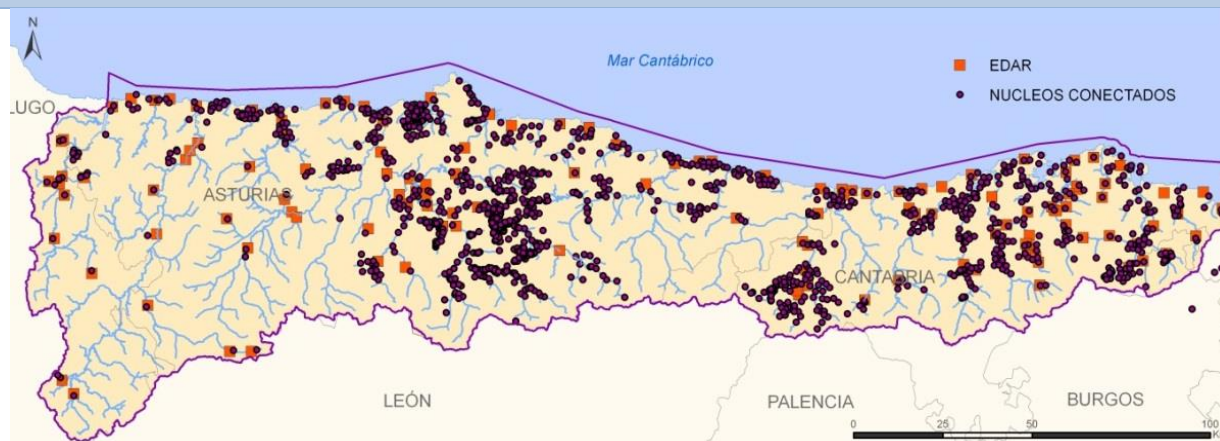 N
Mar Cantábrico
EDAR
NUCLEOS CONECTADOS
LUGO
ASTURIAS
CANTABRIA
LEÓN
PALENCIA
BURGOS
0 25 50 100